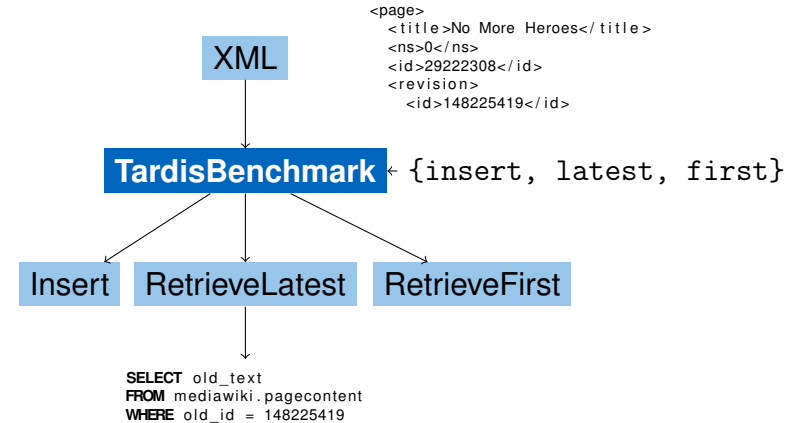 <page>
<title>No More Heroes</title>
<ns>0</ns>
<id>29222308</id>
<revision>
<id>148225419</id>
XML
TardisBenchmark
{insert, latest, first}
Insert
RetrieveLatest
RetrieveFirst
SELECT old_text
FROM mediawiki.pagecontent
WHERE old_id = 148225419